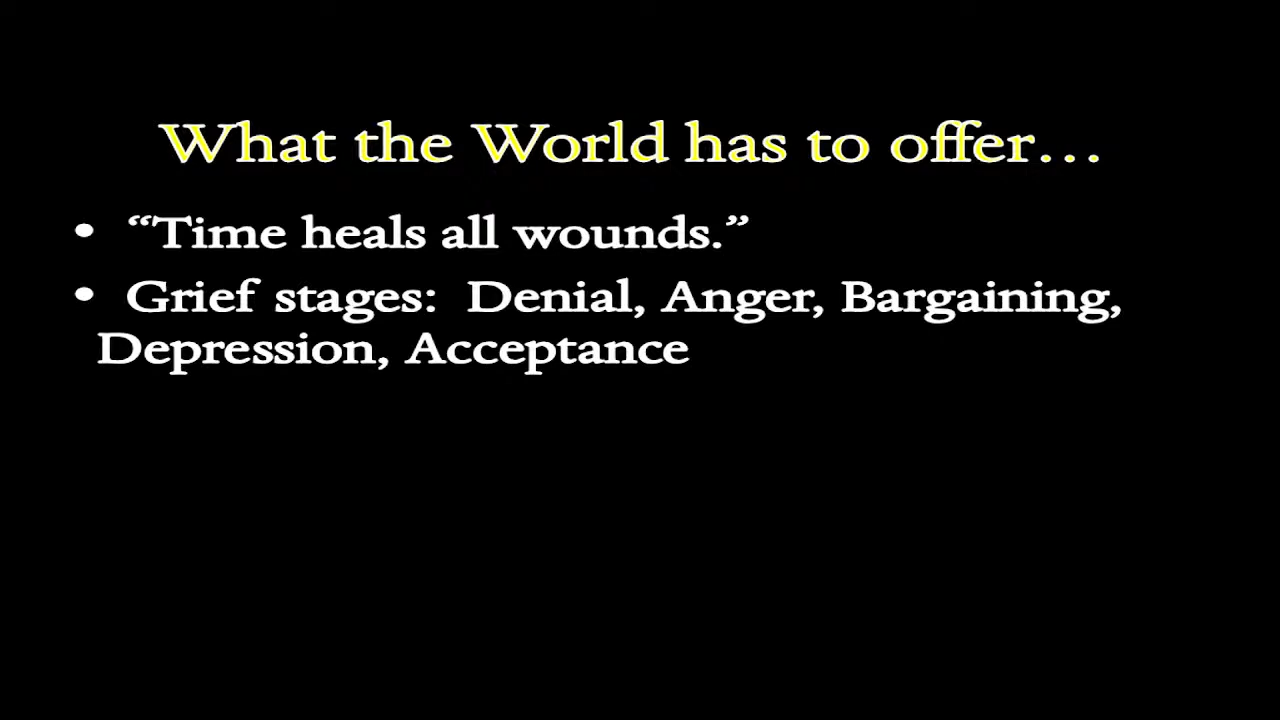 What the World has to offer…
• “Time heals all wounds.”
• Grief stages: Denial, Anger, Bargaining,
Depression, Acceptance